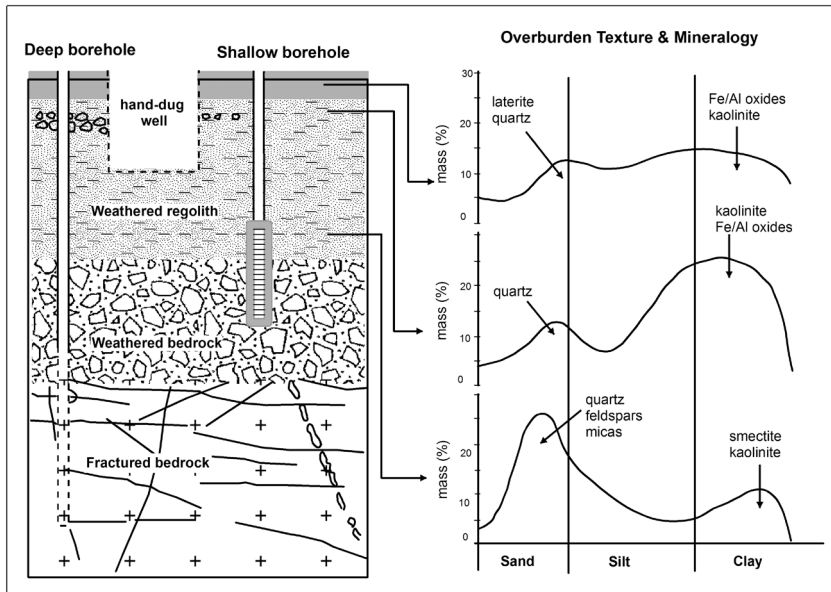 Deep borehole
Shallow borehole
hand-dug
well
Weathered regolith
Weathered bedrock
Fractured bedrock
Overburden Texture & Mineralogy
mass (%)
30
20
10
0
laterite
quartz
Fe/Al oxides
kaolinite
mass (%)
20
10
0
quartz
kaolinite
Fe/Al oxides
mass (%)
20
10
0
quartz
feldspars
micas
smectite
kaolinite
Sand
Silt
Clay